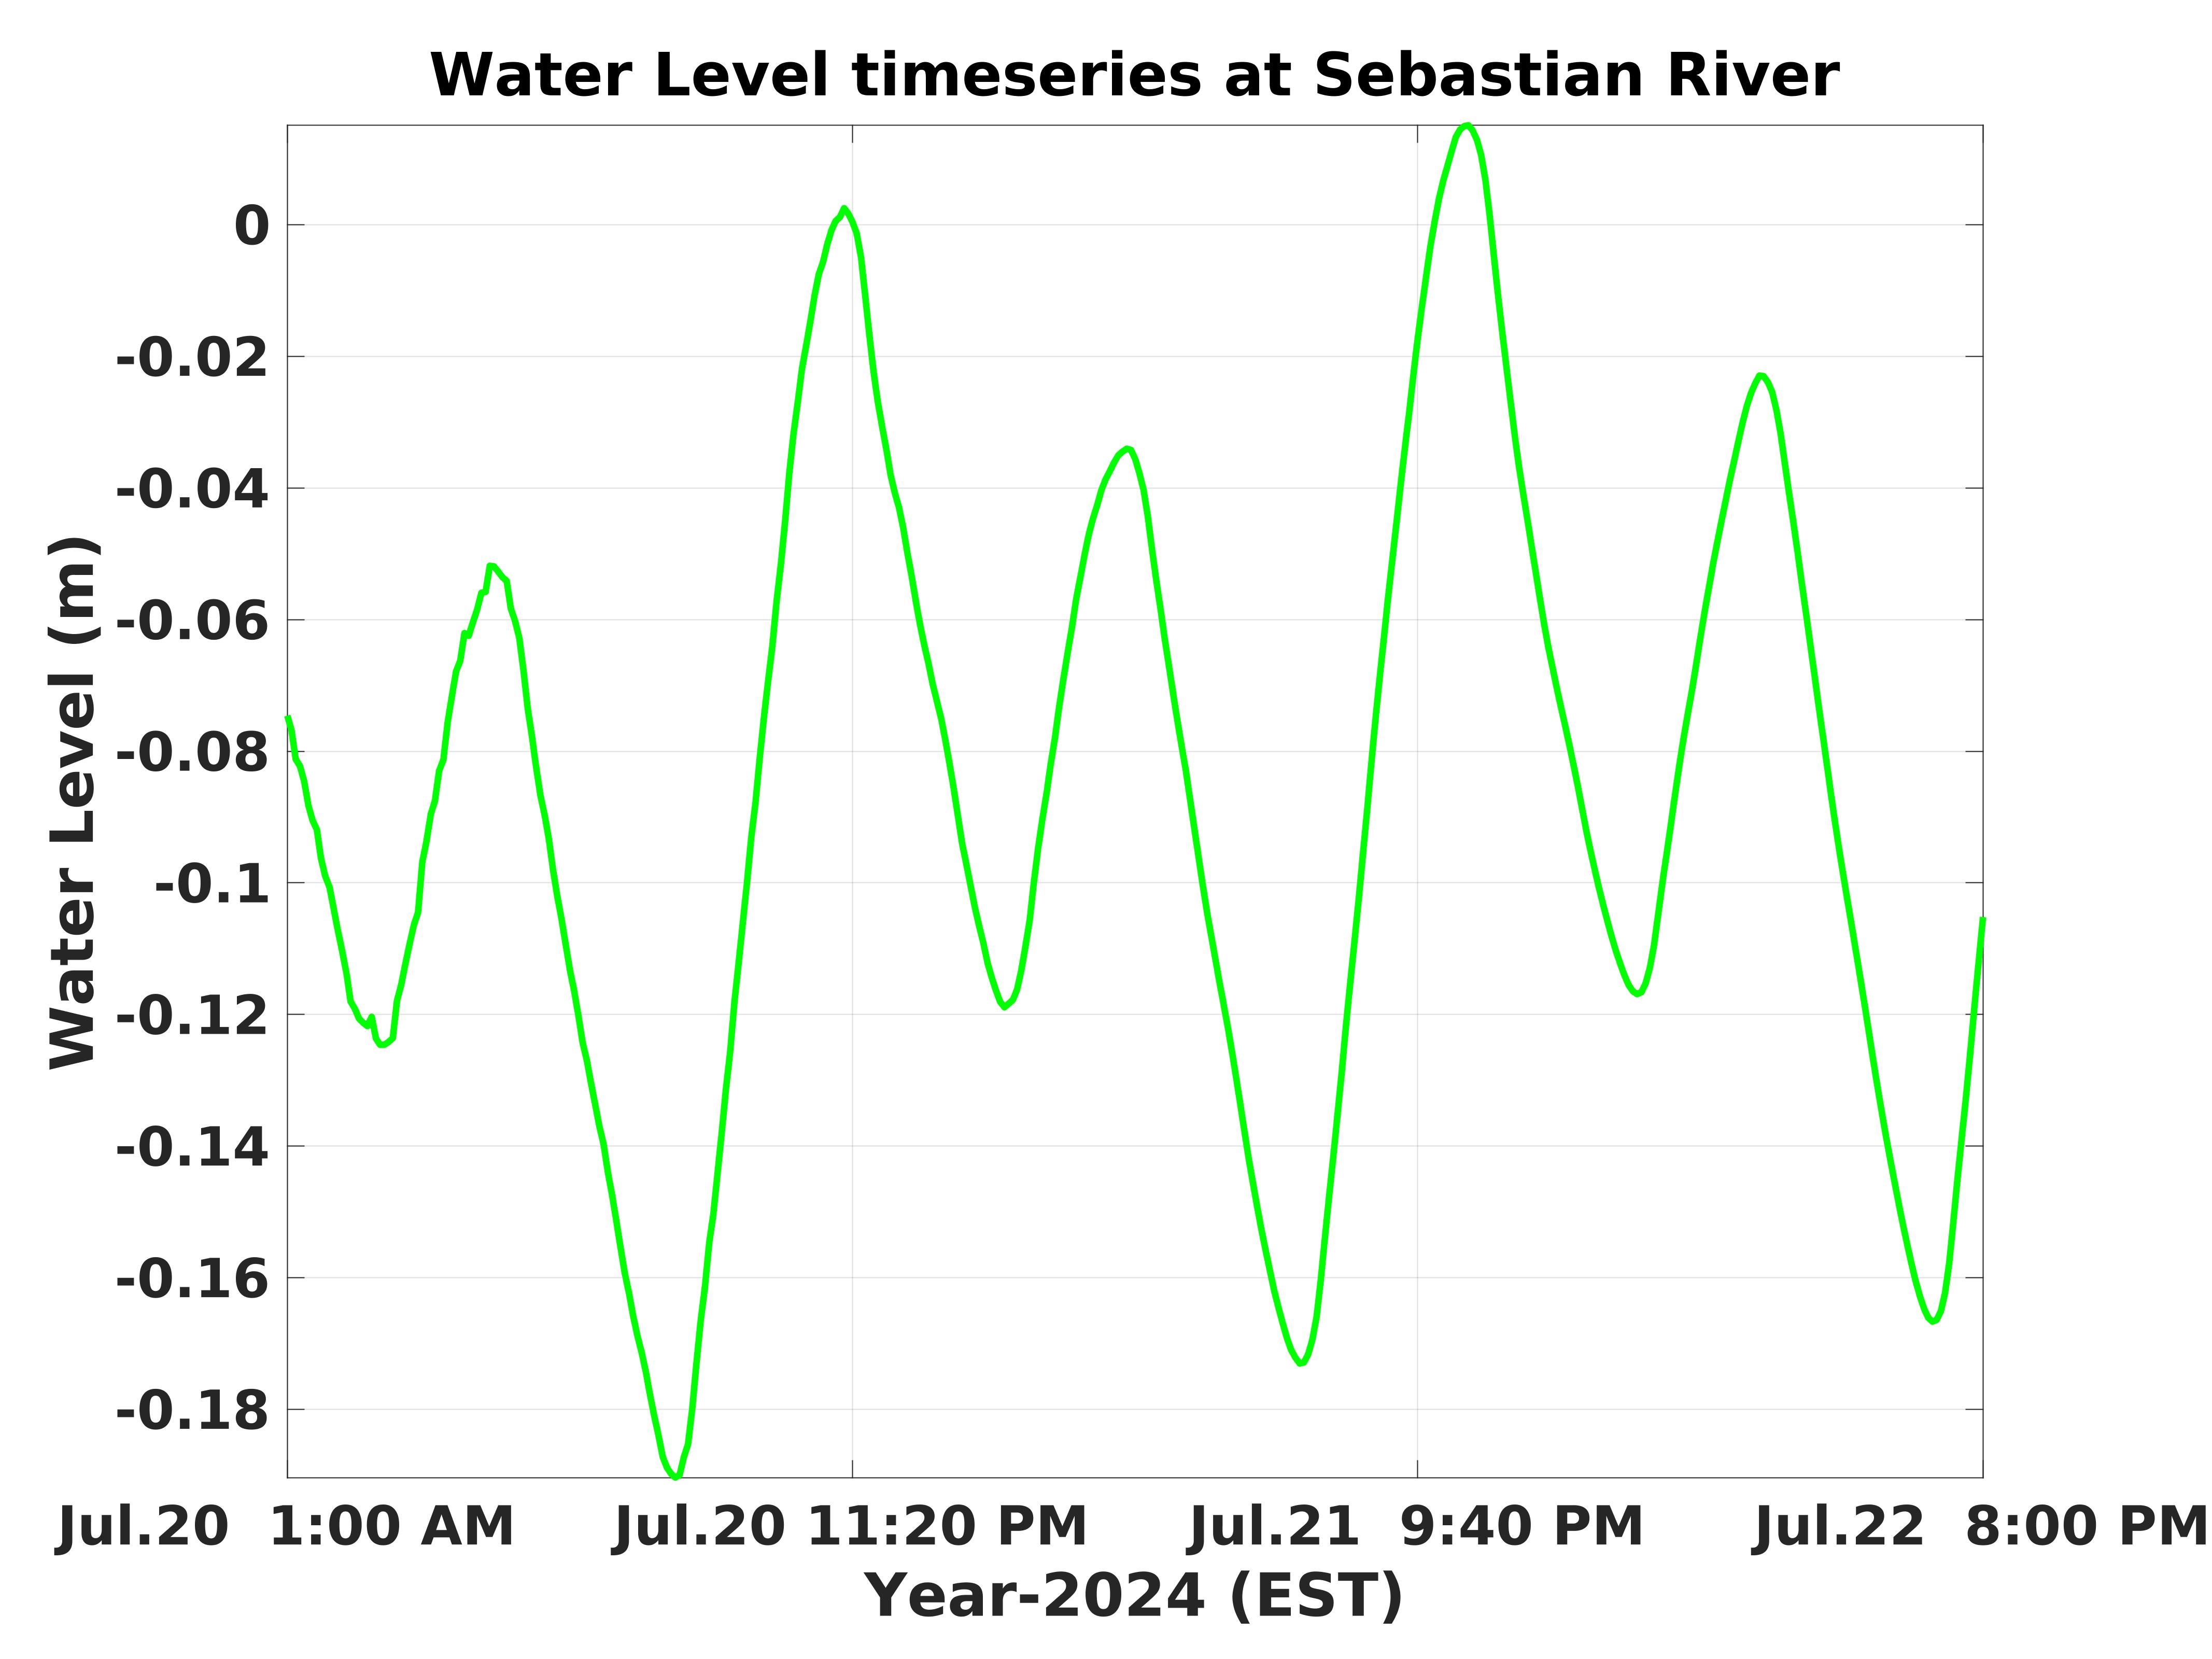 Water Level timeseries at Sebastian River
0
-0.02
-0.04
-0.06
-0.08
-0.1
-0.12
-0.14
-0.16
-0.18
Water Level (m)
Jul.20 1:00 AM
Jul.20 11:20 PM
Jul.21 9:40 PM
Jul.22 8:00 PM
Year-2024 (EST)